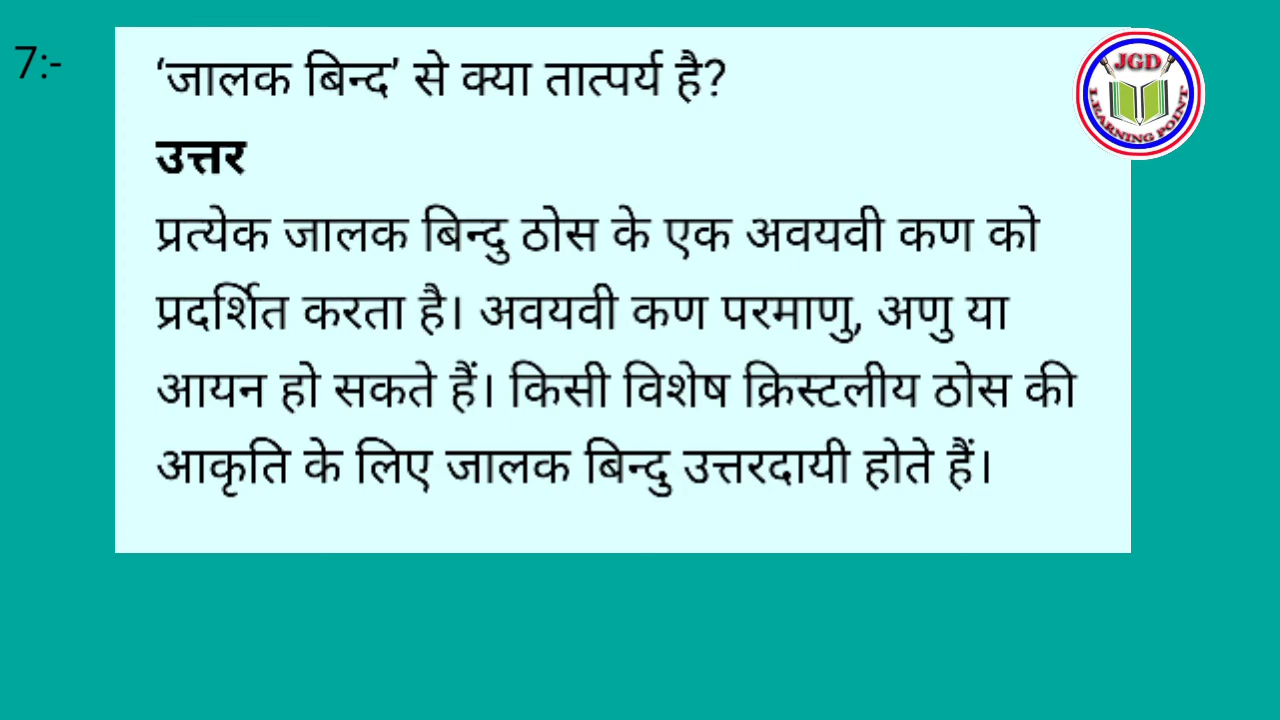 7:-
‘जालक बिन्द’ से क्या तात्पर्य है?
उत्तर
प्रत्येक जालक बिन्दु ठोस के एक अवयवी कण को
प्रदर्शित करता है। अवयवी कण परमाणु, अणु या
आयन हो सकते हैं। किसी विशेष क्रिस्टलीय ठोस की
आकृति के लिए जालक बिन्दु उत्तरदायी होते हैं।
JGD
LEARNING POINT